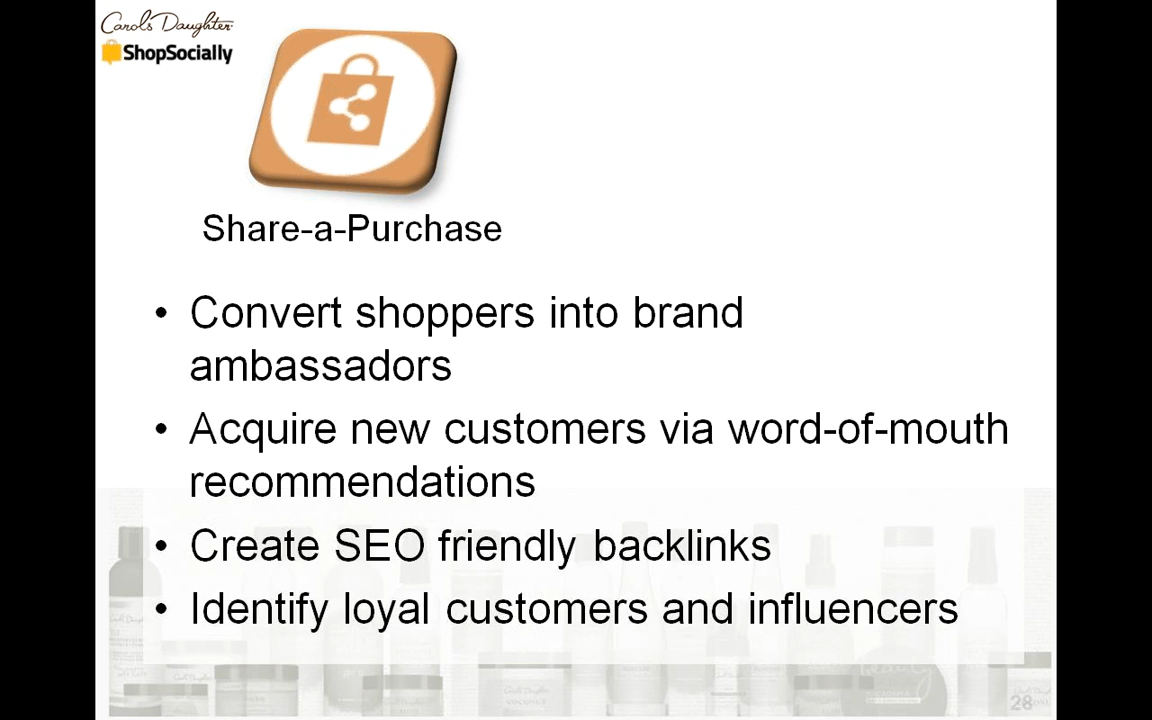 Carol's Daughter
ShopSocially
Share-a-Purchase
• Convert shoppers into brand
ambassadors
• Acquire new customers via word-of-mouth
recommendations
• Create SEO friendly backlinks
• Identify loyal customers and influencers
28